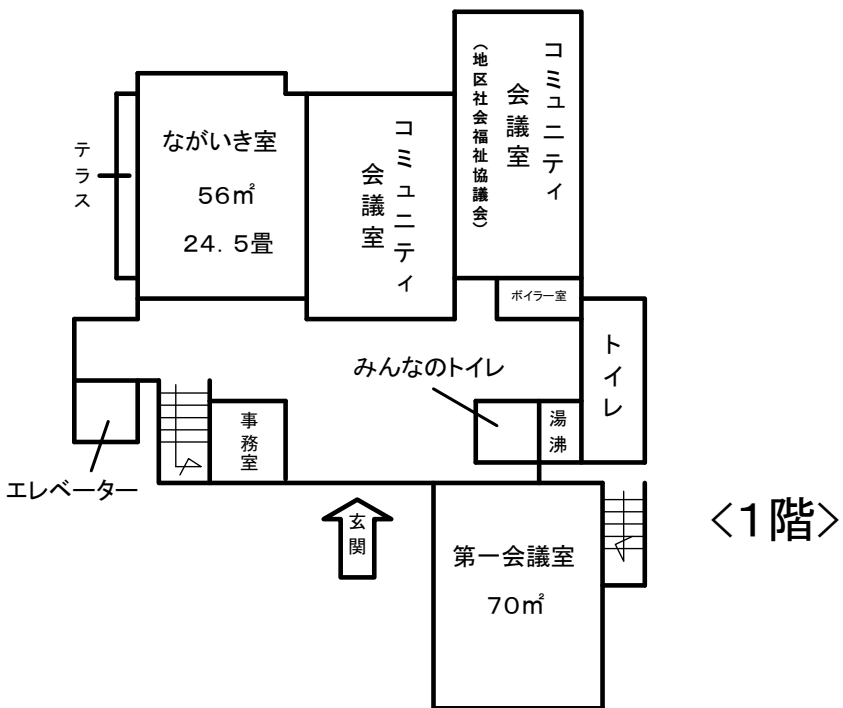 テラス
ながいき室
56㎡
24．5畳
コミュニティ
会議室
コミュニティ
会議室
（地区社会福祉協議会）
ボイラー室
トイレ
みんなのトイレ
湯沸
事務室
エレベーター
玄関
第一会議室
70㎡
＜1階＞